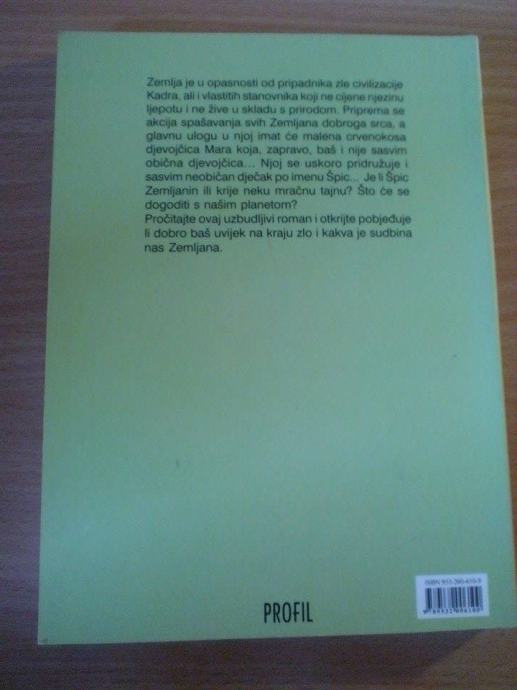 Zemlja je u opasnosti od pripadnika zle civilizacije
Kadra, ali i vlastitih stanovnika koji ne cijene njezinu
ljepotu i ne žive u skladu s prirodom. Priprema se
akcija spašavanja svih Zemljana dobroga srca, a
glavnu ulogu u njoj imat će malena crvenokosa
djevojčica Mara koja, zapravo, baš i nije sasvim
obična djevojčica... Njoj se uskoro pridružuje i
sasvim neobičan dječak po imenu Špic... Je li Špic
Zemljanin ili krije neku mračnu tajnu? Što će se
dogoditi s našim planetom?
Pročitajte ovaj uzbudljivi roman i otkrijte pobjeđuje
li dobro baš uvijek na kraju zlo i kakva je sudbina
nas Zemljana.
ISBN
PROFIL